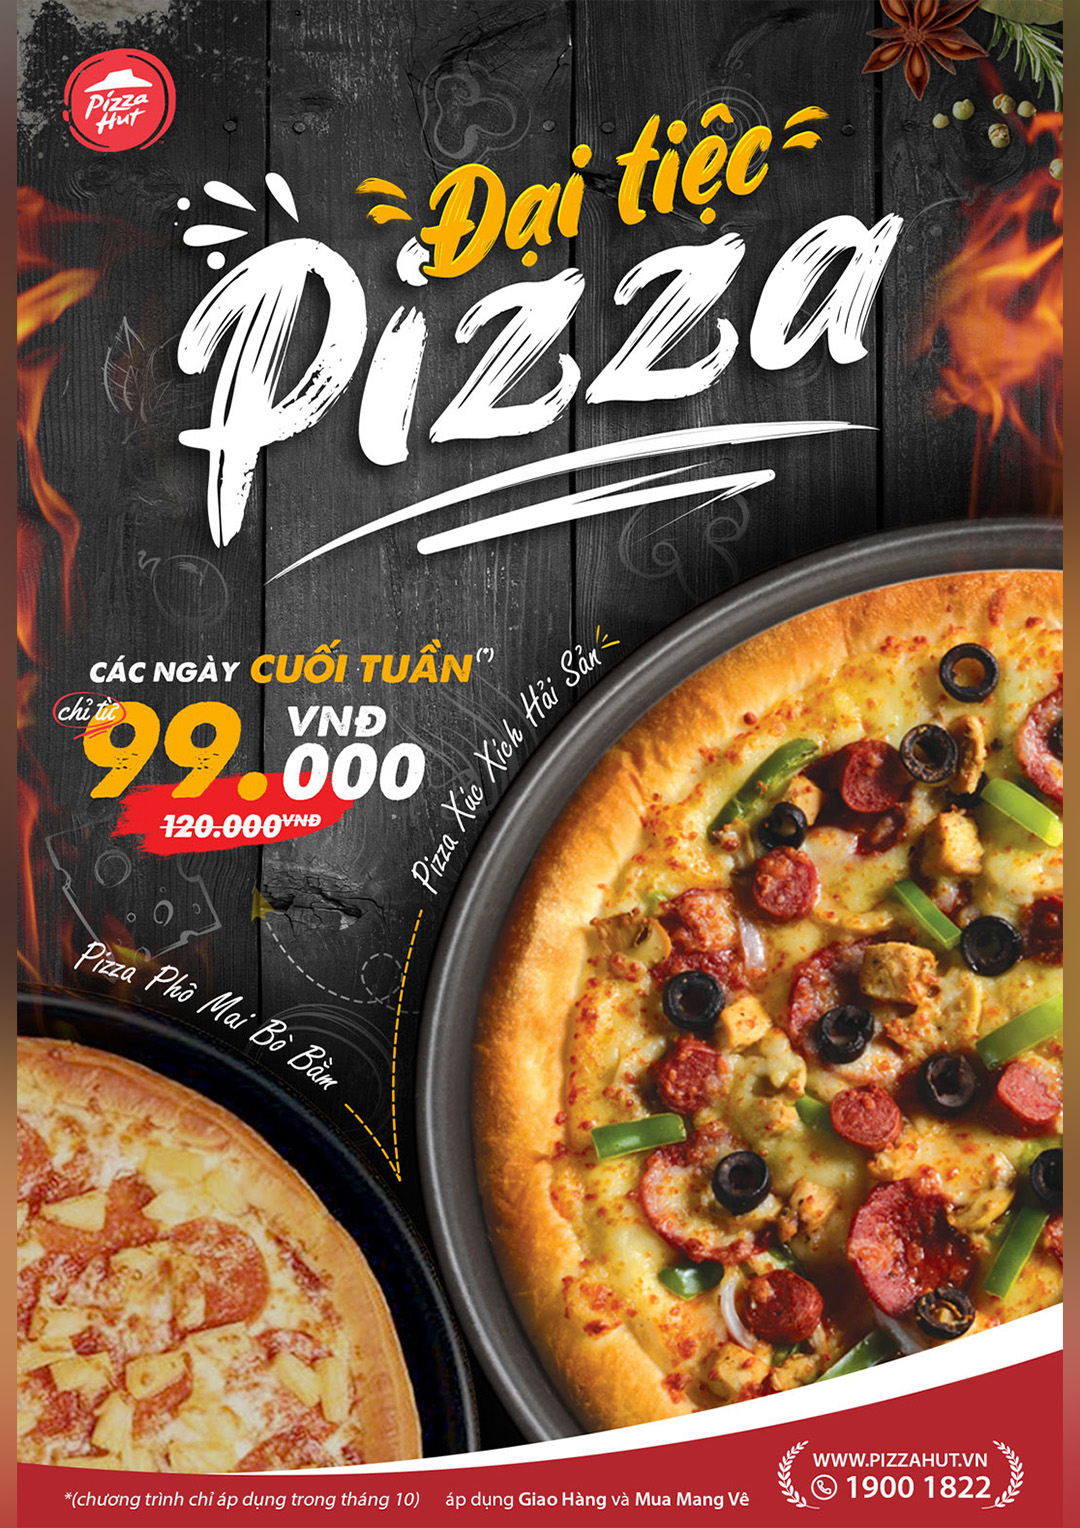 Pizza
Hut
Đại tiệc
Pizza
CÁC NGÀY CUỐI TUẦN(*)
chỉ từ
99.000 VNĐ
120.000VNĐ
Pizza Xúc Xích Hải Sản
Pizza Phô Mai Bò Bằm
WWW.PIZZAHUT.VN
1900 1822
*(chương trình chỉ áp dụng trong tháng 10) áp dụng Giao Hàng và Mua Mang Vê